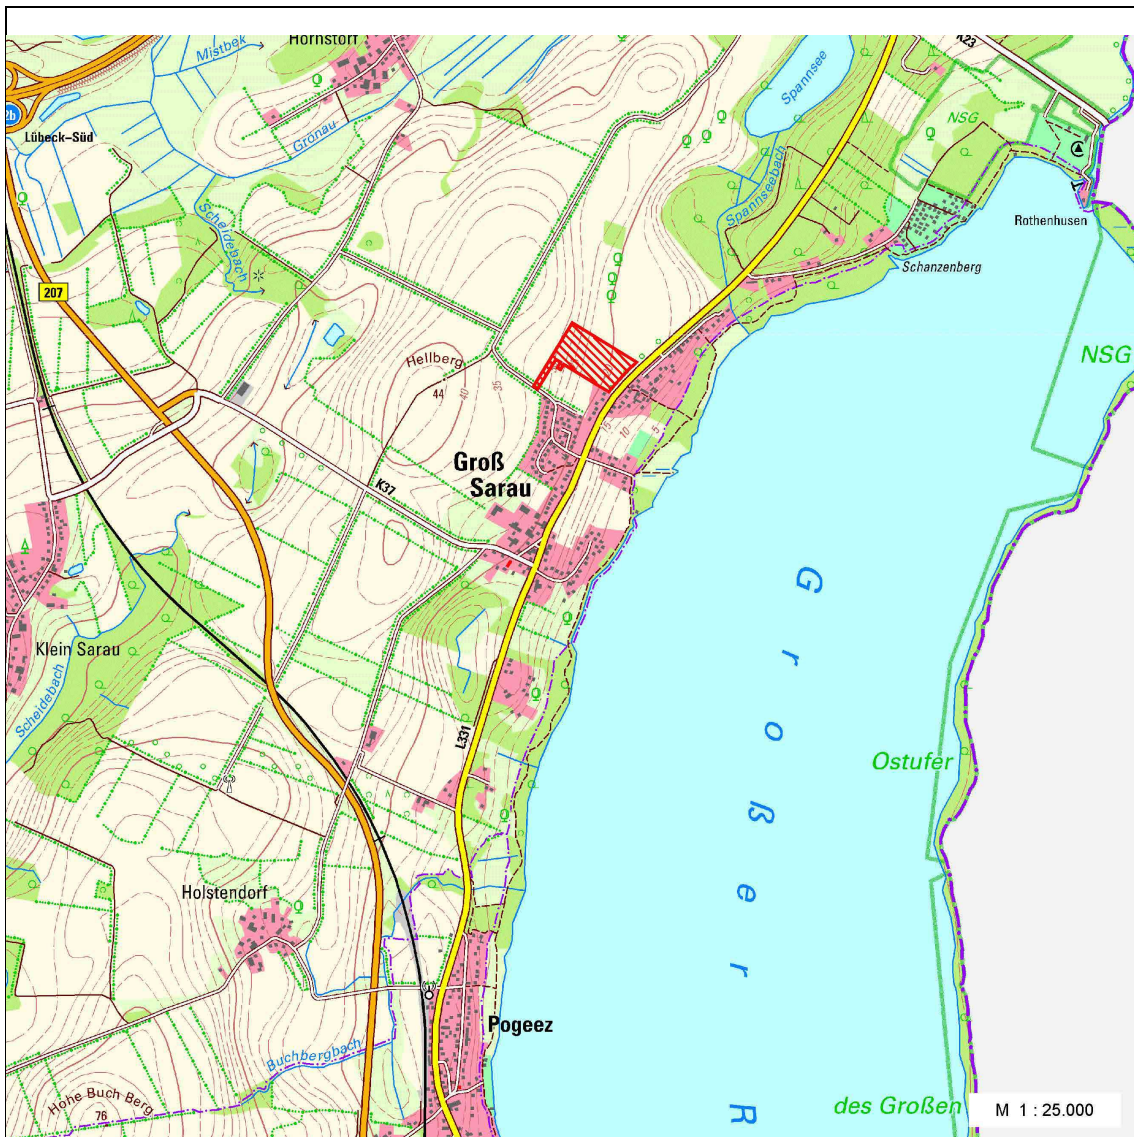 Mistbek
Hornstorf
K23
Spannsee
2b
Lübeck–Süd
Grönau
NSG
Scheidebach
Spannseebach
Rothenhusen
Schanzenberg
207
NSG
Hellberg
44
40
35
15
10
5
Groß
Sarau
K37
Klein Sarau
Scheidebach
L331
Ostufer
Großer R
Holstendorf
Pogeez
Buchbergbach
Hohe Buch Berg
76
des Großen
M 1 : 25.000